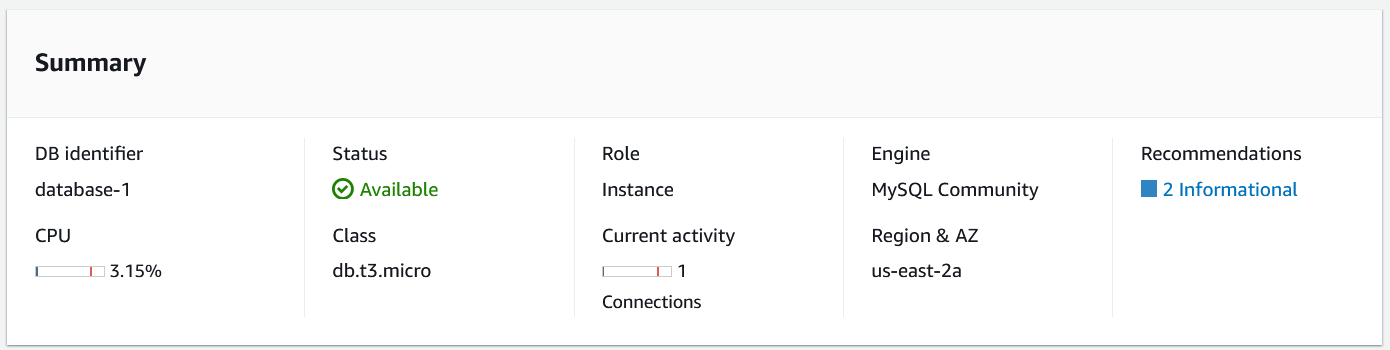 Summary
DB identifier
database-1
CPU
3.15%
Status
Available
Class
db.t3.micro
Role
Instance
Current activity
1
Connections
Engine
MySQL Community
Region & AZ
us-east-2a
Recommendations
2 Informational